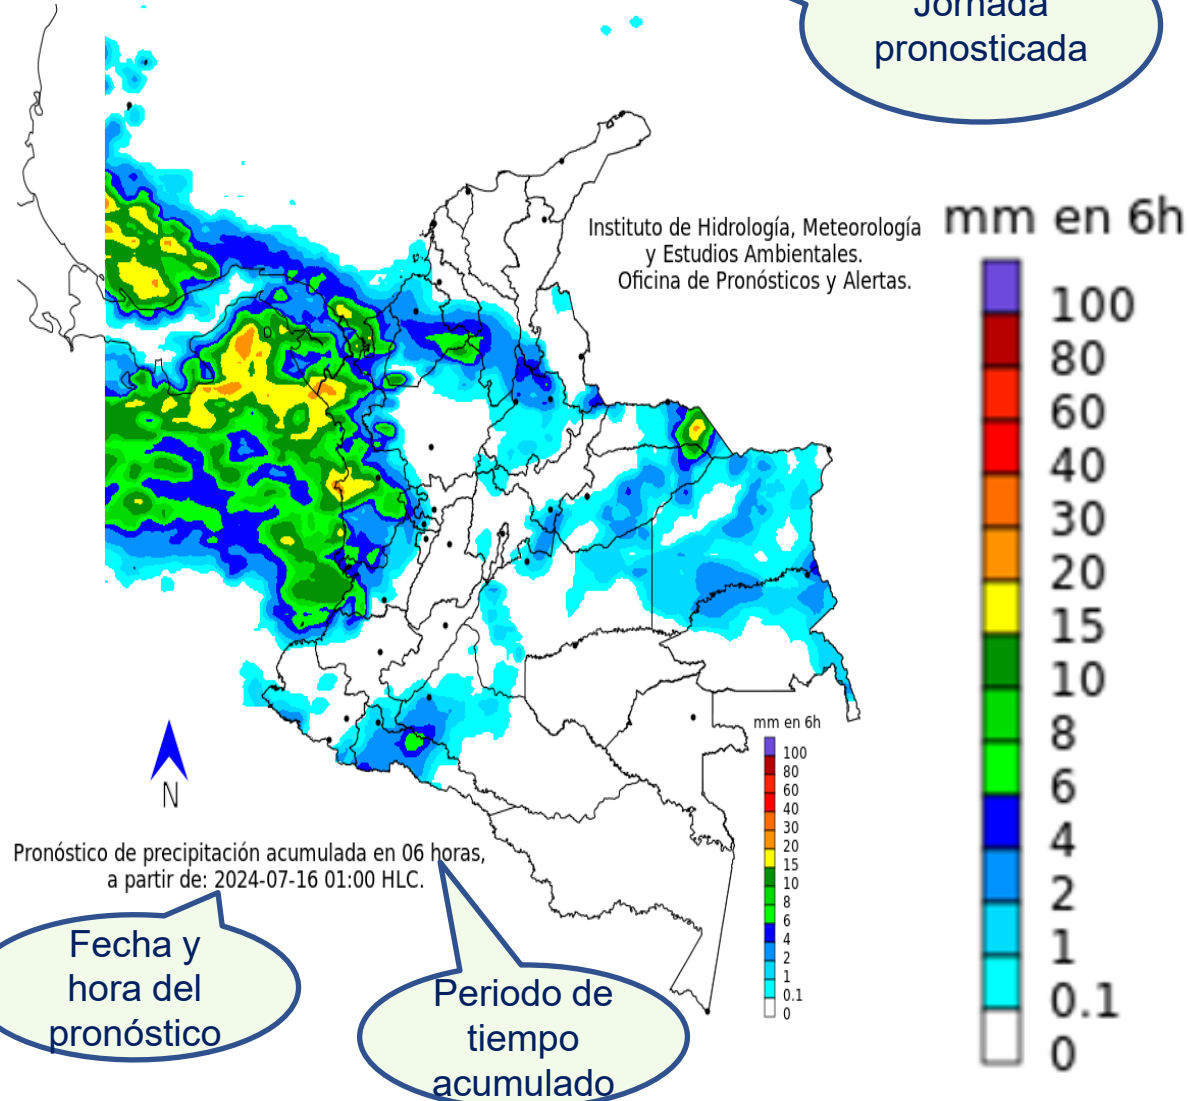 Jornada
pronosticada
Instituto de Hidrología, Meteorología
y Estudios Ambientales.
Oficina de Pronósticos y Alertas.
mm en 6h
100
80
60
40
30
20
15
10
8
6
4
2
1
0.1
0
mm en 6h
100
80
60
40
30
20
15
10
8
6
4
2
1
0.1
0
N
Pronóstico de precipitación acumulada en 06 horas,
a partir de: 2024-07-16 01:00 HLC.
Fecha y
hora del
pronóstico
Periodo de
tiempo
acumulado